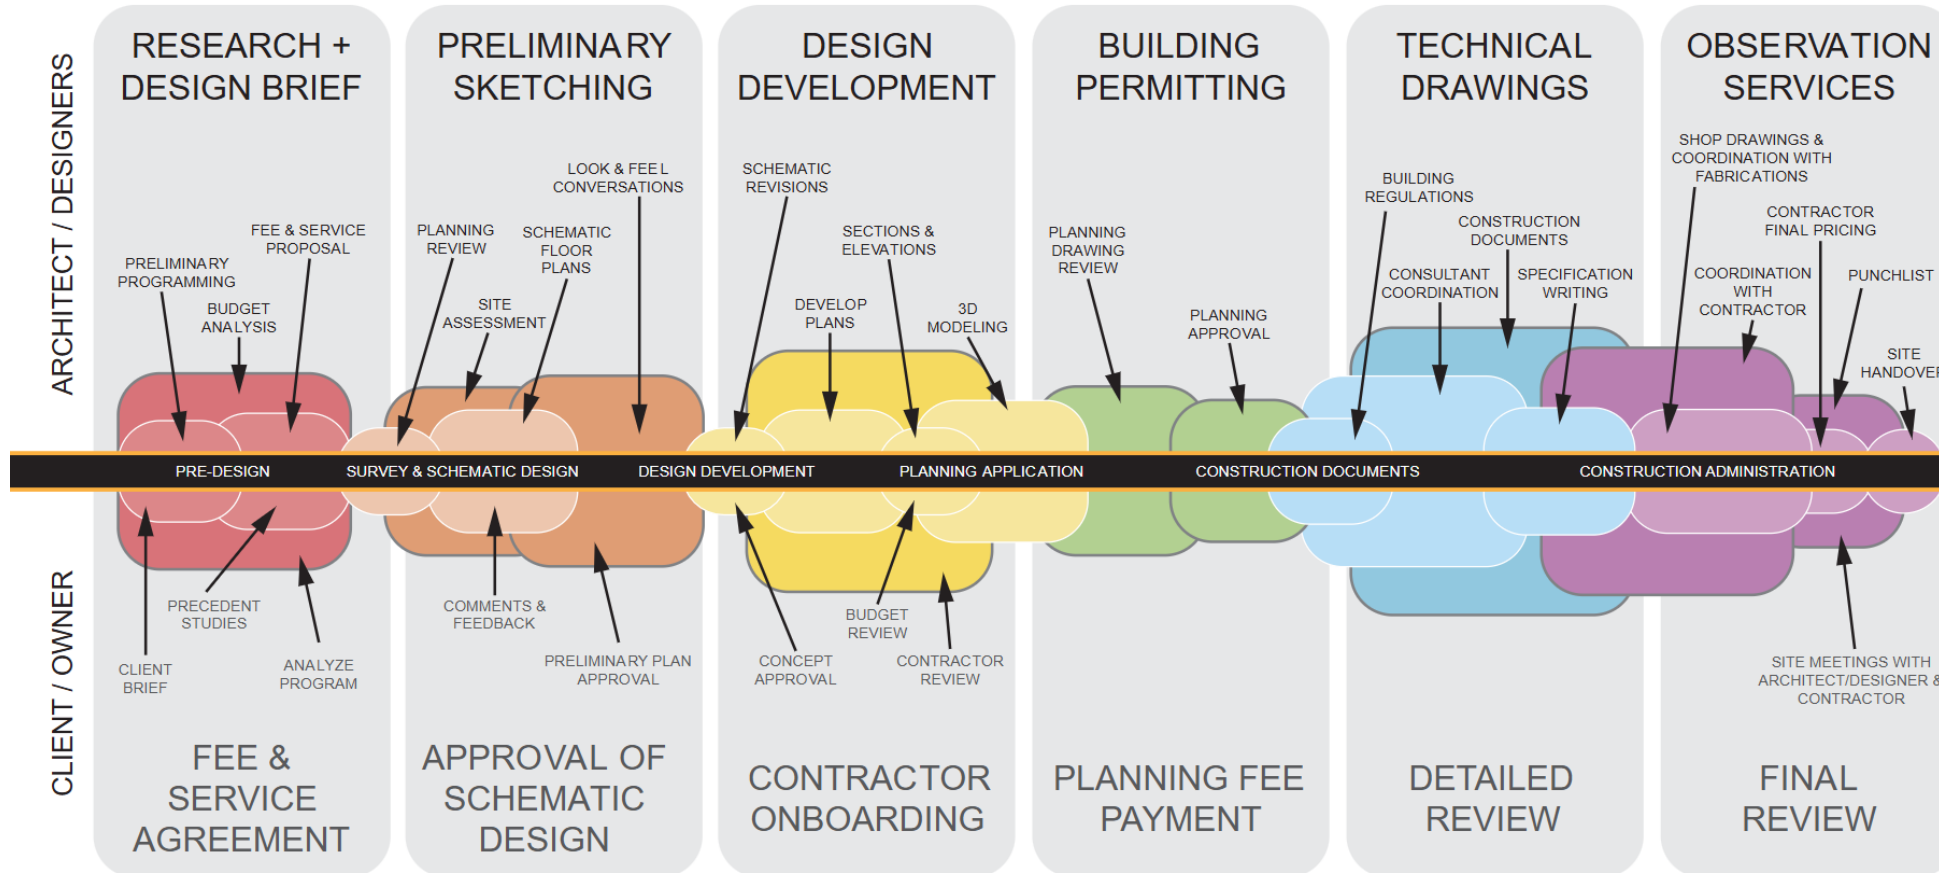 ARCHITECT / DESIGNERS
CLIENT / OWNER
RESEARCH +
DESIGN BRIEF
PRELIMINARY
SKETCHING
DESIGN
DEVELOPMENT
BUILDING
PERMITTING
TECHNICAL
DRAWINGS
OBSERVATION
SERVICES
PRELIMINARY
PROGRAMMING
BUDGET
ANALYSIS
FEE & SERVICE
PROPOSAL
PLANNING
REVIEW
SITE
ASSESSMENT
SCHEMATIC
FLOOR
PLANS
LOOK & FEEL
CONVERSATIONS
SCHEMATIC
REVISIONS
DEVELOP
PLANS
SECTIONS &
ELEVATIONS
3D
MODELING
PLANNING
DRAWING
REVIEW
PLANNING
APPROVAL
BUILDING
REGULATIONS
CONSULTANT
COORDINATION
CONSTRUCTION
DOCUMENTS
SPECIFICATION
WRITING
SHOP DRAWINGS &
COORDINATION WITH
FABRICATIONS
COORDINATION
WITH
CONTRACTOR
CONTRACTOR
FINAL PRICING
PUNCHLIST
SITE
HANDOVER
PRE-DESIGN
SURVEY & SCHEMATIC DESIGN
DESIGN DEVELOPMENT
PLANNING APPLICATION
CONSTRUCTION DOCUMENTS
CONSTRUCTION ADMINISTRATION
CLIENT
BRIEF
PRECEDENT
STUDIES
ANALYZE
PROGRAM
COMMENTS &
FEEDBACK
PRELIMINARY PLAN
APPROVAL
CONCEPT
APPROVAL
BUDGET
REVIEW
CONTRACTOR
REVIEW
SITE MEETINGS WITH
ARCHITECT/DESIGNER &
CONTRACTOR
FEE &
SERVICE
AGREEMENT
APPROVAL OF
SCHEMATIC
DESIGN
CONTRACTOR
ONBOARDING
PLANNING FEE
PAYMENT
DETAILED
REVIEW
FINAL
REVIEW